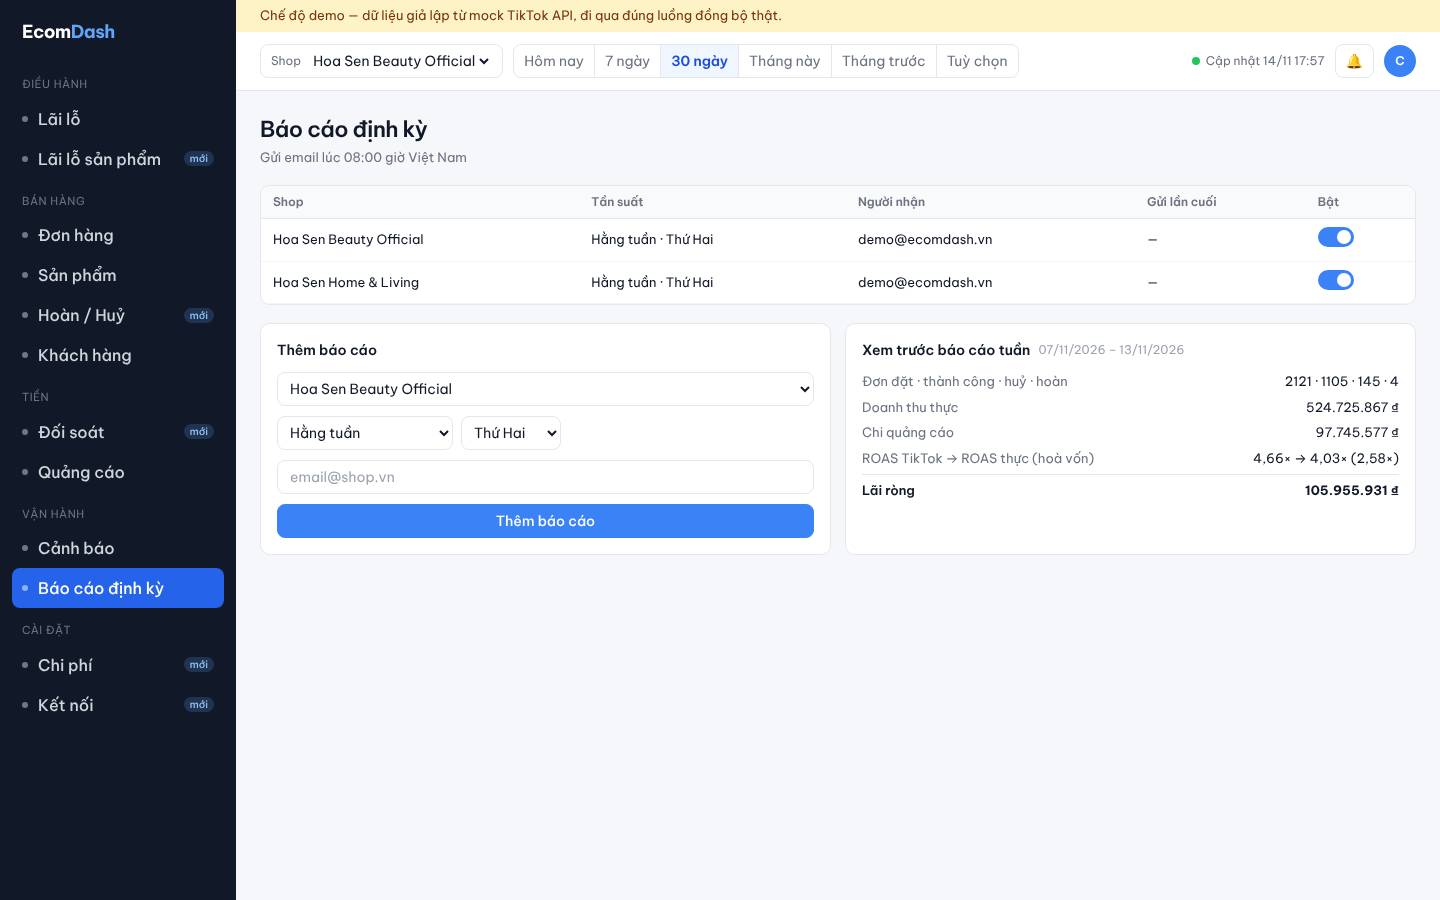 EcomDash
ĐIỀU HÀNH
Lãi lỗ
Lãi lỗ sản phẩm mới
BÁN HÀNG
Đơn hàng
Sản phẩm
Hoàn / Huỷ mới
Khách hàng
TIỀN
Đối soát mới
Quảng cáo
VẬN HÀNH
Cảnh báo
Báo cáo định kỳ
CÀI ĐẶT
Chi phí mới
Kết nối mới
Chế độ demo — dữ liệu giả lập từ mock TikTok API, đi qua đúng luồng đồng bộ thật.
Shop Hoa Sen Beauty Official Hôm nay 7 ngày 30 ngày Tháng này Tháng trước Tuỳ chọn Cập nhật 14/11 17:57 C
Báo cáo định kỳ
Gửi email lúc 08:00 giờ Việt Nam
Shop Tần suất Người nhận Gửi lần cuối Bật
Hoa Sen Beauty Official Hằng tuần · Thứ Hai demo@ecomdash.vn —
Hoa Sen Home & Living Hằng tuần · Thứ Hai demo@ecomdash.vn —
Thêm báo cáo
Hoa Sen Beauty Official
Hằng tuần Thứ Hai
email@shop.vn
Thêm báo cáo
Xem trước báo cáo tuần 07/11/2026 – 13/11/2026
Đơn đặt · thành công · huỷ · hoàn 2121 · 1105 · 145 · 4
Doanh thu thực 524.725.867 ₫
Chi quảng cáo 97.745.577 ₫
ROAS TikTok → ROAS thực (hoà vốn) 4,66× → 4,03× (2,58×)
Lãi ròng 105.955.931 ₫